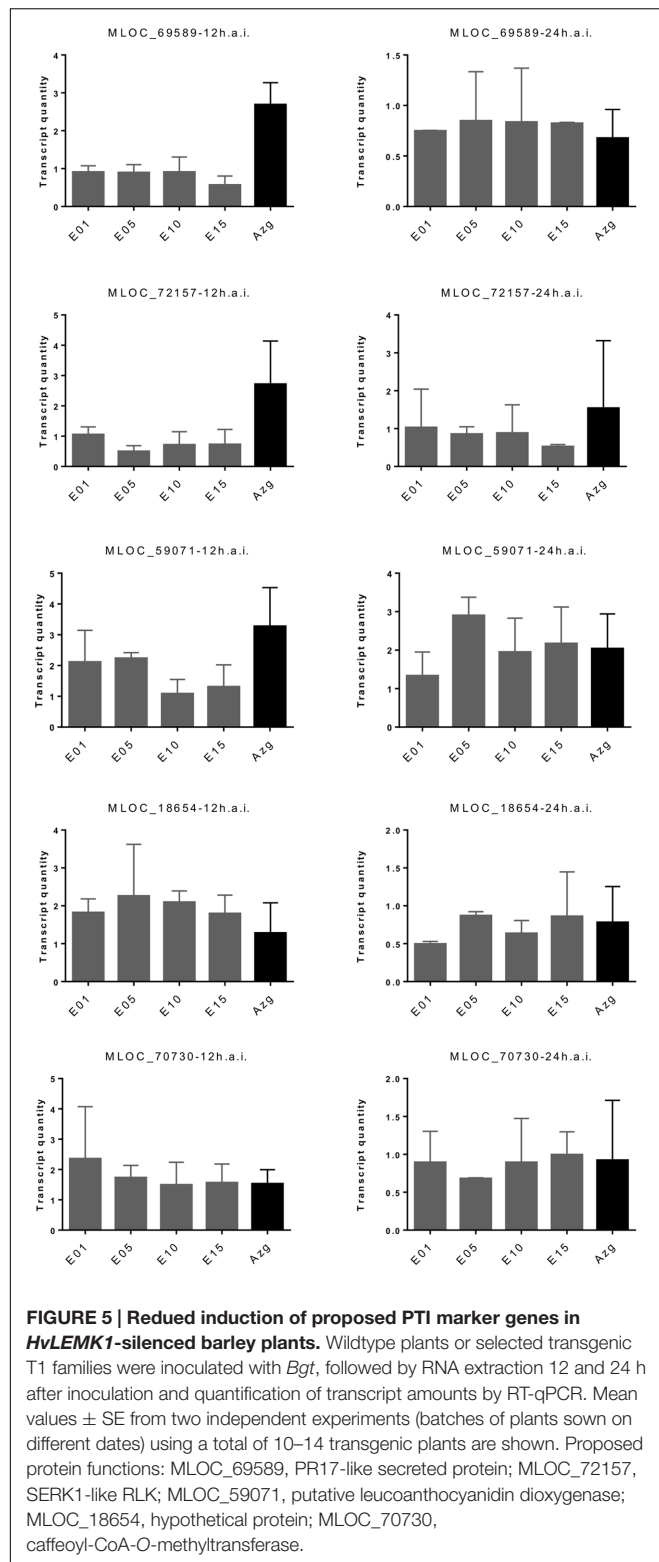 MLOC_69589-12h.a.i.
Transcript quantity
4
3
2
1
0
E01
E05
E10
E15
Azg
MLOC_69589-24h.a.i.
Transcript quantity
1.5
1.0
0.5
0.0
E01
E05
E10
E15
Azg
MLOC_72157-12h.a.i.
Transcript quantity
5
4
3
2
1
0
E01
E05
E10
E15
Azg
MLOC_72157-24h.a.i.
Transcript quantity
4
3
2
1
0
E01
E05
E10
E15
Azg
MLOC_59071-12h.a.i.
Transcript quantity
5
4
3
2
1
0
E01
E05
E10
E15
Azg
MLOC_59071-24h.a.i.
Transcript quantity
4
3
2
1
0
E01
E05
E10
E15
Azg
MLOC_18654-12h.a.i.
Transcript quantity
4
3
2
1
0
E01
E05
E10
E15
Azg
MLOC_18654-24h.a.i.
Transcript quantity
2.0
1.5
1.0
0.5
0.0
E01
E05
E10
E15
Azg
MLOC_70730-12h.a.i.
Transcript quantity
5
4
3
2
1
0
E01
E05
E10
E15
Azg
MLOC_70730-24h.a.i.
Transcript quantity
2.0
1.5
1.0
0.5
0.0
E01
E05
E10
E15
Azg
FIGURE 5 | Redued induction of proposed PTI marker genes in
HvLEMK1-silenced barley plants. Wildtype plants or selected transgenic
T1 families were inoculated with Bgt, followed by RNA extraction 12 and 24 h
after inoculation and quantification of transcript amounts by RT-qPCR. Mean
values ± SE from two independent experiments (batches of plants sown on
different dates) using a total of 10–14 transgenic plants are shown. Proposed
protein functions: MLOC_69589, PR17-like secreted protein; MLOC_72157,
SERK1-like RLK; MLOC_59071, putative leucoanthocyanidin dioxygenase;
MLOC_18654, hypothetical protein; MLOC_70730,
caffeoyl-CoA-O-methyltransferase.